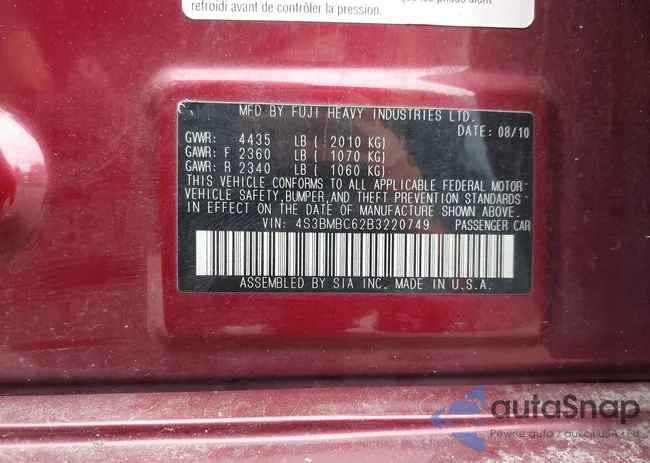 refroidi avant de contrôler la pression.
MFD BY FUJI HEAVY INDUSTRIES LTD.
DATE: 08/10
GVWR: 4435 LB ( 2010 KG)
GAWR: F 2360 LB ( 1070 KG)
GAWR: R 2340 LB ( 1060 KG)
THIS VEHICLE CONFORMS TO ALL APPLICABLE FEDERAL MOTOR
VEHICLE SAFETY,BUMPER,AND THEFT PREVENTION STANDARDS
IN EFFECT ON THE DATE OF MANUFACTURE SHOWN ABOVE.
VIN: 4S3BMBC62B3220749 PASSENGER CAR
ASSEMBLED BY SIA INC. MADE IN U.S.A.
autaSnap
Pewne auta z aukcji USA i EU